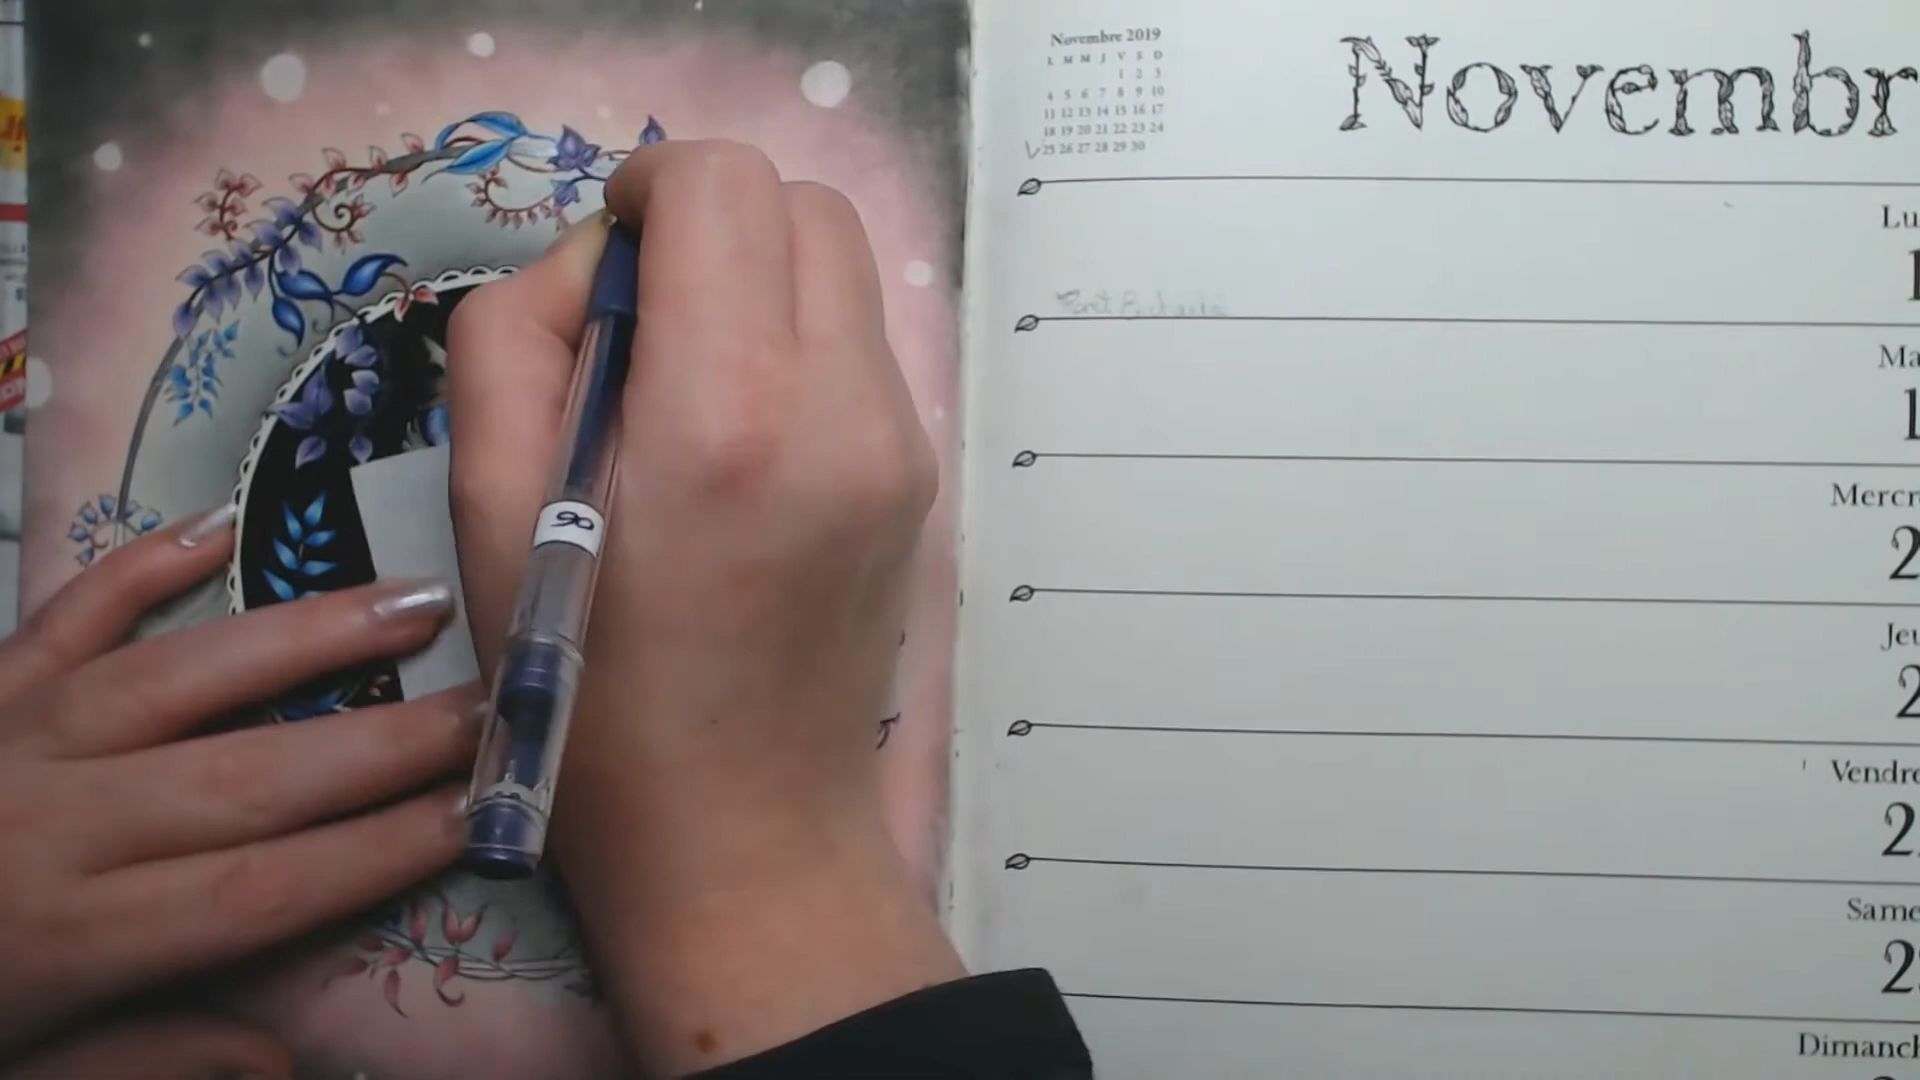 Novembre 2019
L M M J V S D
1 2 3
4 5 6 7 8 9 10
11 12 13 14 15 16 17
18 19 20 21 22 23 24
25 26 27 28 29 30
Novembr
Lu
1
Ma
1
Mercr
2
Jeu
2
Vendre
2
Same
2
Dimanch
90